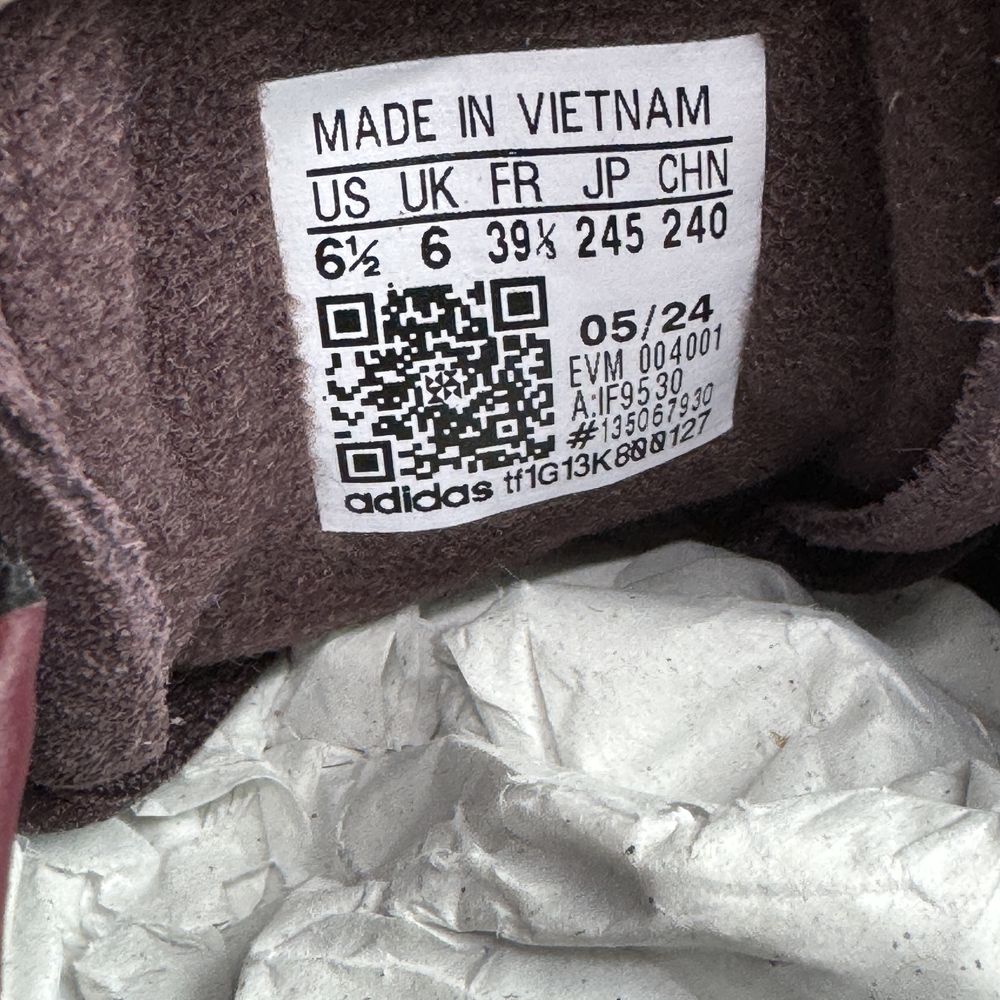 MADE IN VIETNAM
US UK FR JP CHN
6½ 6 39⅓ 245 240
05/24
EVM 004001
A:IF9530
#135067930
adidas tf1G13K800127